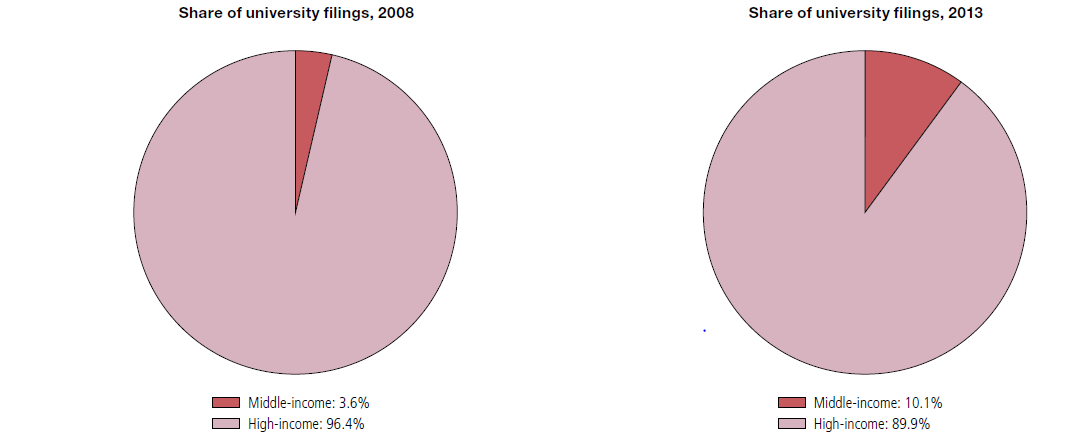 Share of university filings, 2008
Middle-income: 3.6%
High-income: 96.4%
Share of university filings, 2013
Middle-income: 10.1%
High-income: 89.9%